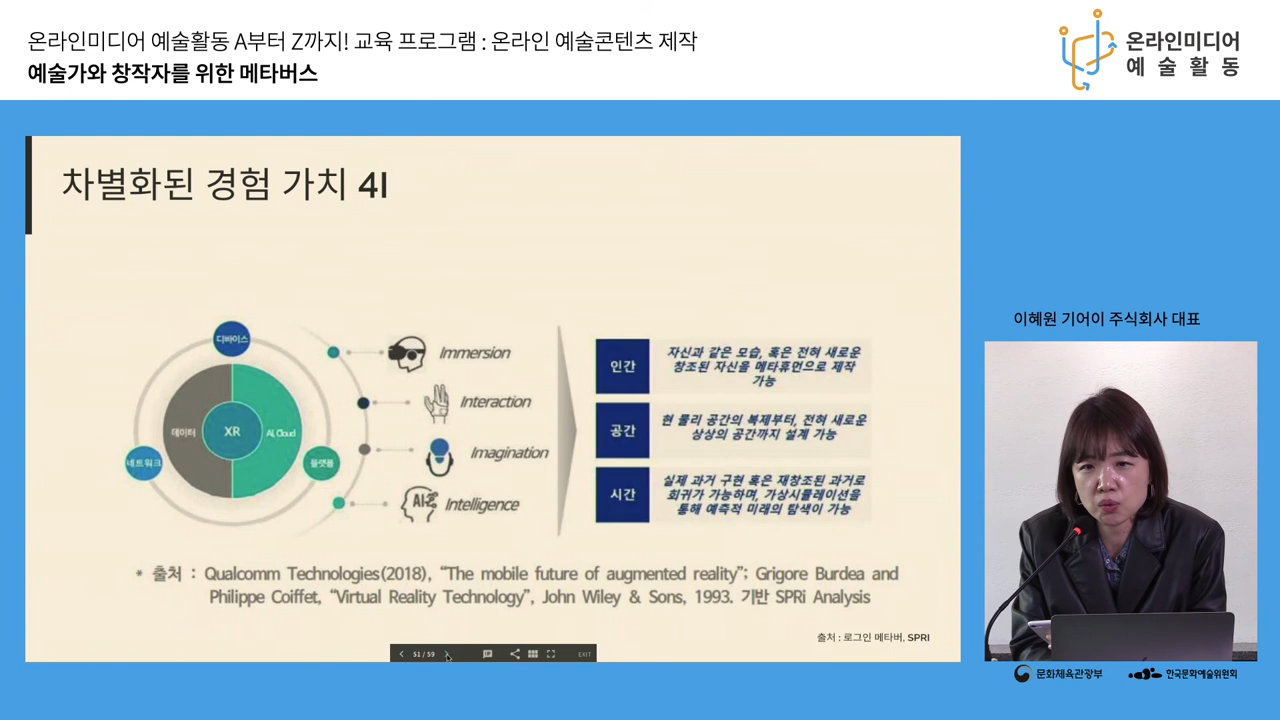 온라인미디어 예술활동 A부터 Z까지! 교육 프로그램 : 온라인 예술콘텐츠 제작
예술가와 창작자를 위한 메타버스
온라인미디어
예 술 활 동
차별화된 경험 가치 4I
디바이스
데이터
XR
AI, Cloud
네트워크
플랫폼
Immersion
Interaction
Imagination
AI
Intelligence
인간
자신과 같은 모습, 혹은 전혀 새로운
창조된 자신을 메타휴먼으로 제작
가능
공간
현 물리 공간의 복제부터, 전혀 새로운
상상의 공간까지 설계 가능
시간
실제 과거 구현 혹은 재창조된 과거로
회귀가 가능하며, 가상시뮬레이션을
통해 예측적 미래의 탐색이 가능
* 출처 : Qualcomm Technologies(2018), “The mobile future of augmented reality”; Grigore Burdea and
Philippe Coiffet, “Virtual Reality Technology”, John Wiley & Sons, 1993. 기반 SPRi Analysis
출처 : 로그인 메타버, SPRI
51 / 59
EXIT
이혜원 기어이 주식회사 대표
문화체육관광부
한국문화예술위원회